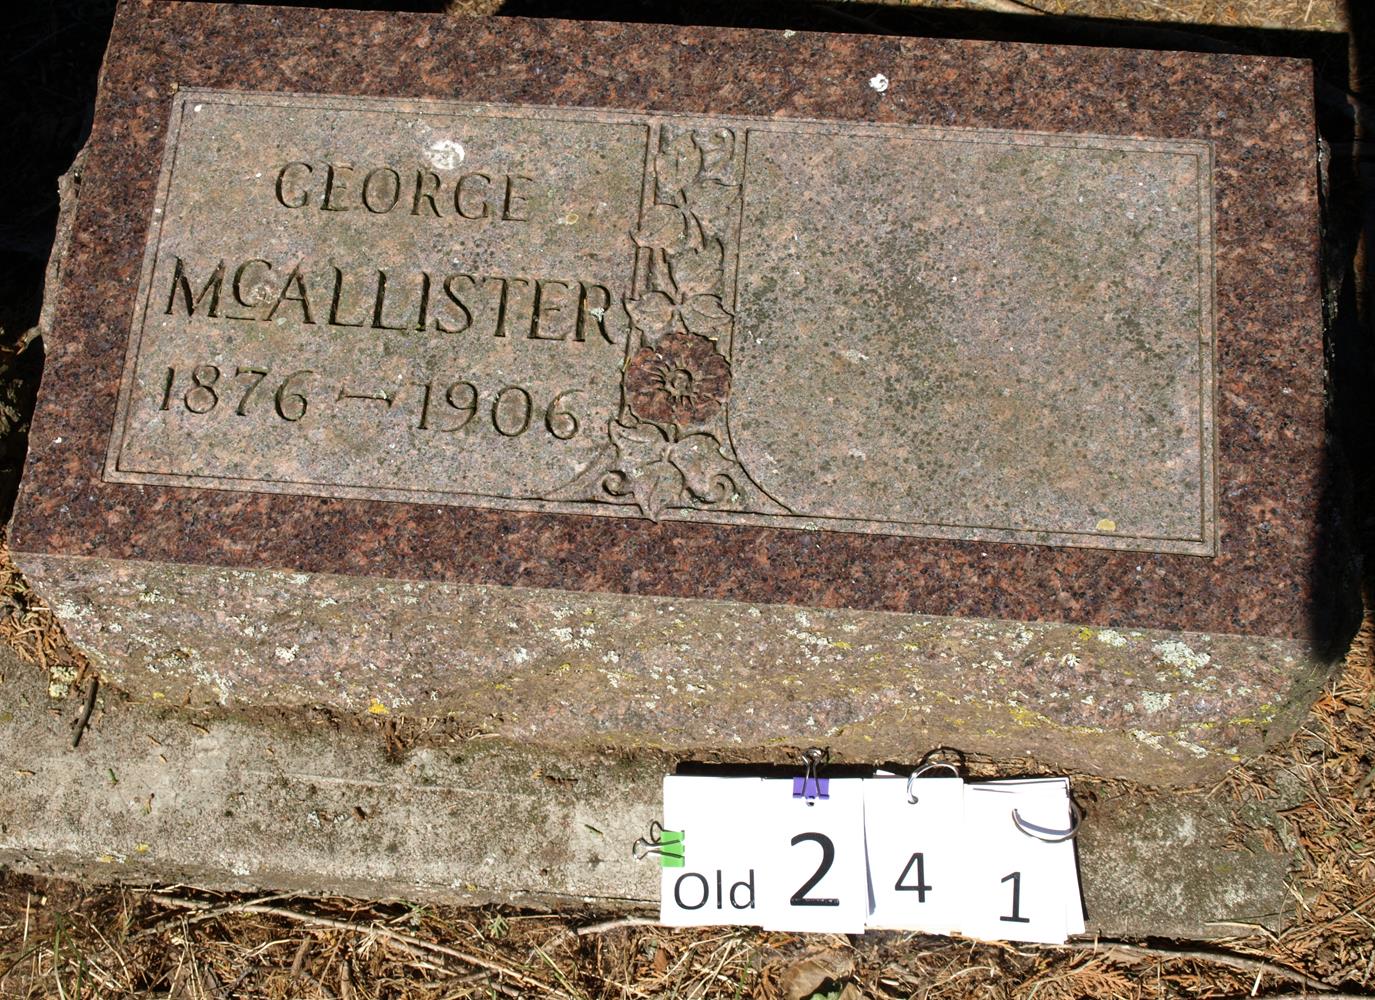 GEORGE
McALLISTER
1876 – 1906
Old 2 4 1